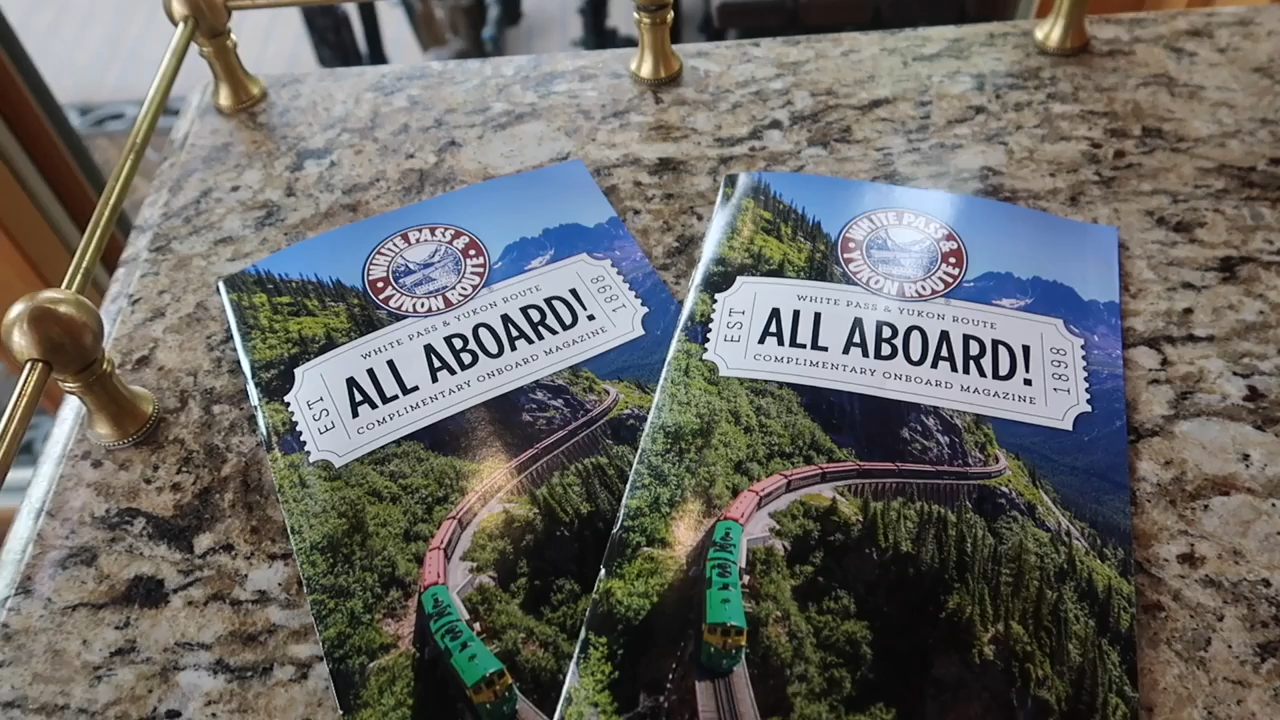 WHITE PASS &
YUKON ROUTE
WHITE PASS & YUKON ROUTE
EST
ALL ABOARD!
1898
COMPLIMENTARY ONBOARD MAGAZINE
WHITE PASS &
YUKON ROUTE
WHITE PASS & YUKON ROUTE
EST
ALL ABOARD!
1898
COMPLIMENTARY ONBOARD MAGAZINE